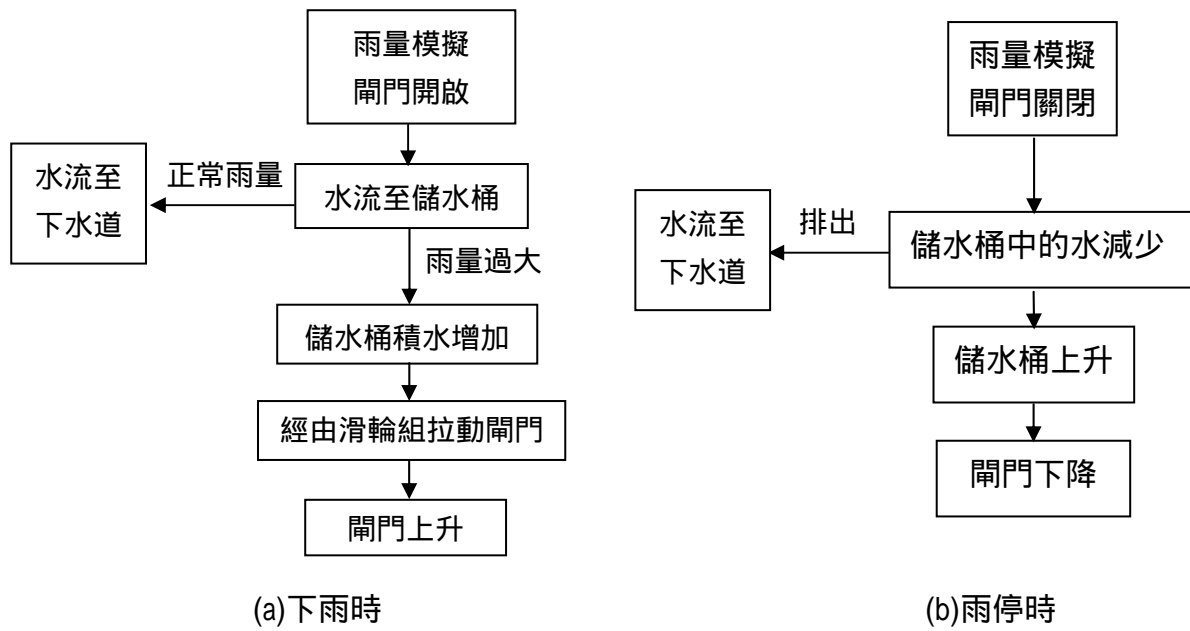 雨量模擬
閘門開啟
水流至
下水道
正常雨量
水流至儲水桶
雨量過大
儲水桶積水增加
經由滑輪組拉動閘門
閘門上升
(a)下雨時
雨量模擬
閘門關閉
水流至
下水道
排出
儲水桶中的水減少
儲水桶上升
閘門下降
(b)雨停時